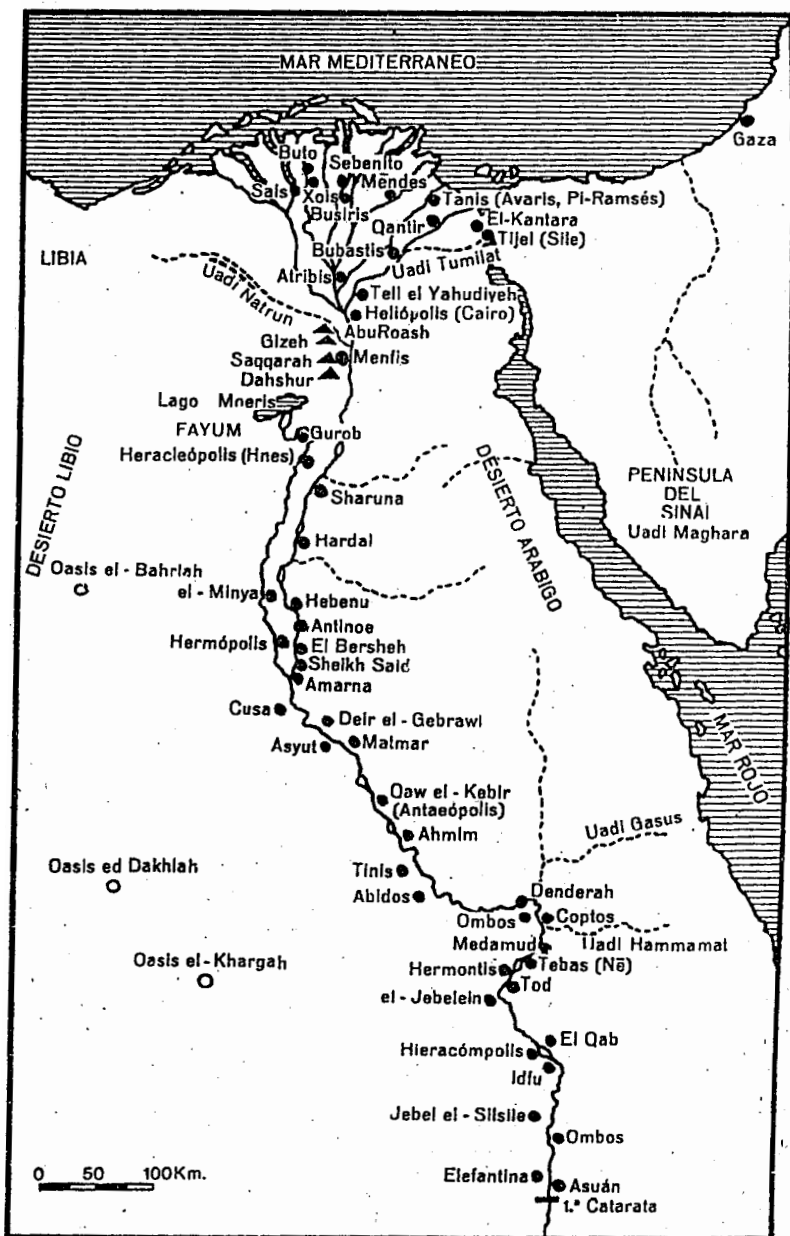 MAR MEDITERRANEO
Gaza
Buto
Sebenito
Sais
Xois
Mendes
Busiris
Tanis (Avaris, Pi-Ramsés)
Qantir
El-Kantara
Tijel (Sile)
Bubastis
Uadi Tumilat
LIBIA
Atribis
Uadi Natrun
Tell el Yahudiyeh
Heliópolis (Cairo)
AbuRoash
Gizeh
Saqqarah
Menfis
Dahshur
Lago Moeris
FAYUM
Gurob
Heracleópolis (Hnes)
Sharuna
DESIERTO LIBIO
DESIERTO ARABIGO
PENINSULA
DEL
SINAI
Uadi Maghara
Hardai
Oasis el - Bahriah
el - Minya
Hebenu
Antinoe
Hermópolis
El Bersheh
Sheikh Said
Amarna
Cusa
Deir el - Gebrawi
Asyut
Matmar
MAR ROJO
Qaw el - Kebir
(Antaeópolis)
Ahmim
Uadi Gasus
Oasis ed Dakhlah
Tinis
Abidos
Denderah
Ombos
Coptos
Medamud
Uadi Hammamat
Oasis el - Khargah
Hermontis
Tebas (Nē)
Tod
el - Jebelein
El Qab
Hieracómpolis
Idfu
Jebel el - Silsile
Ombos
0 50 100Km.
Elefantina
Asuán
1.ª Catarata